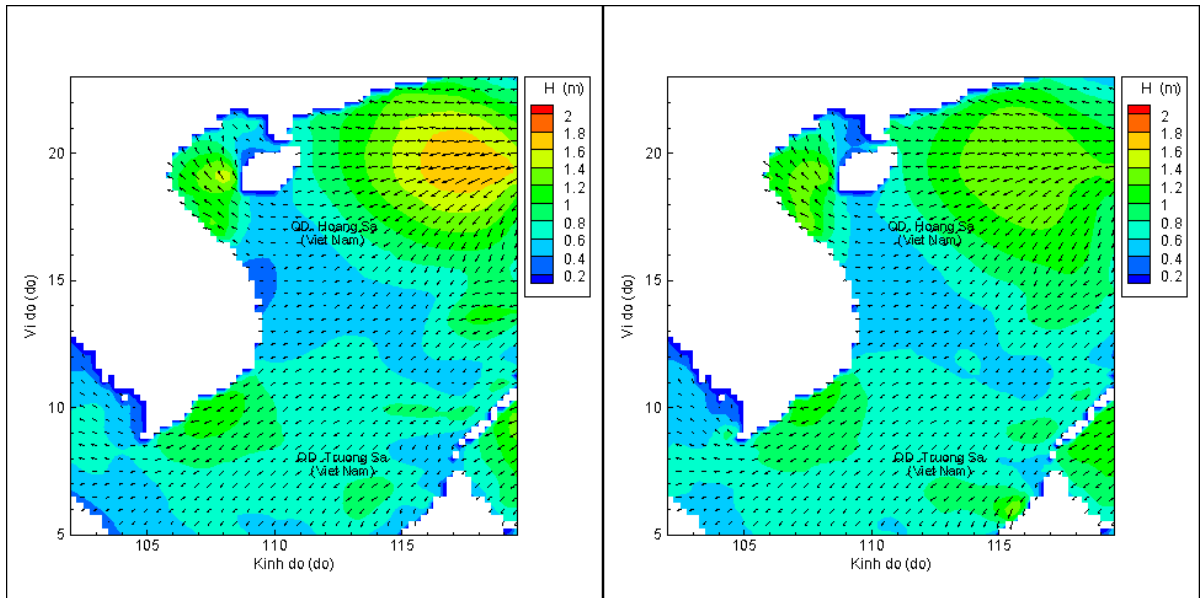 H (m)
2
1.8
1.6
1.4
1.2
1
0.8
0.6
0.4
0.2
20
15
10
5
Vi do (do)
105
110
115
Kinh do (do)
QD. Hoang Sa
(Viet Nam)
QD. Truong Sa
(Viet Nam)
H (m)
2
1.8
1.6
1.4
1.2
1
0.8
0.6
0.4
0.2
20
15
10
5
Vi do (do)
105
110
115
Kinh do (do)
QD. Hoang Sa
(Viet Nam)
QD. Truong Sa
(Viet Nam)